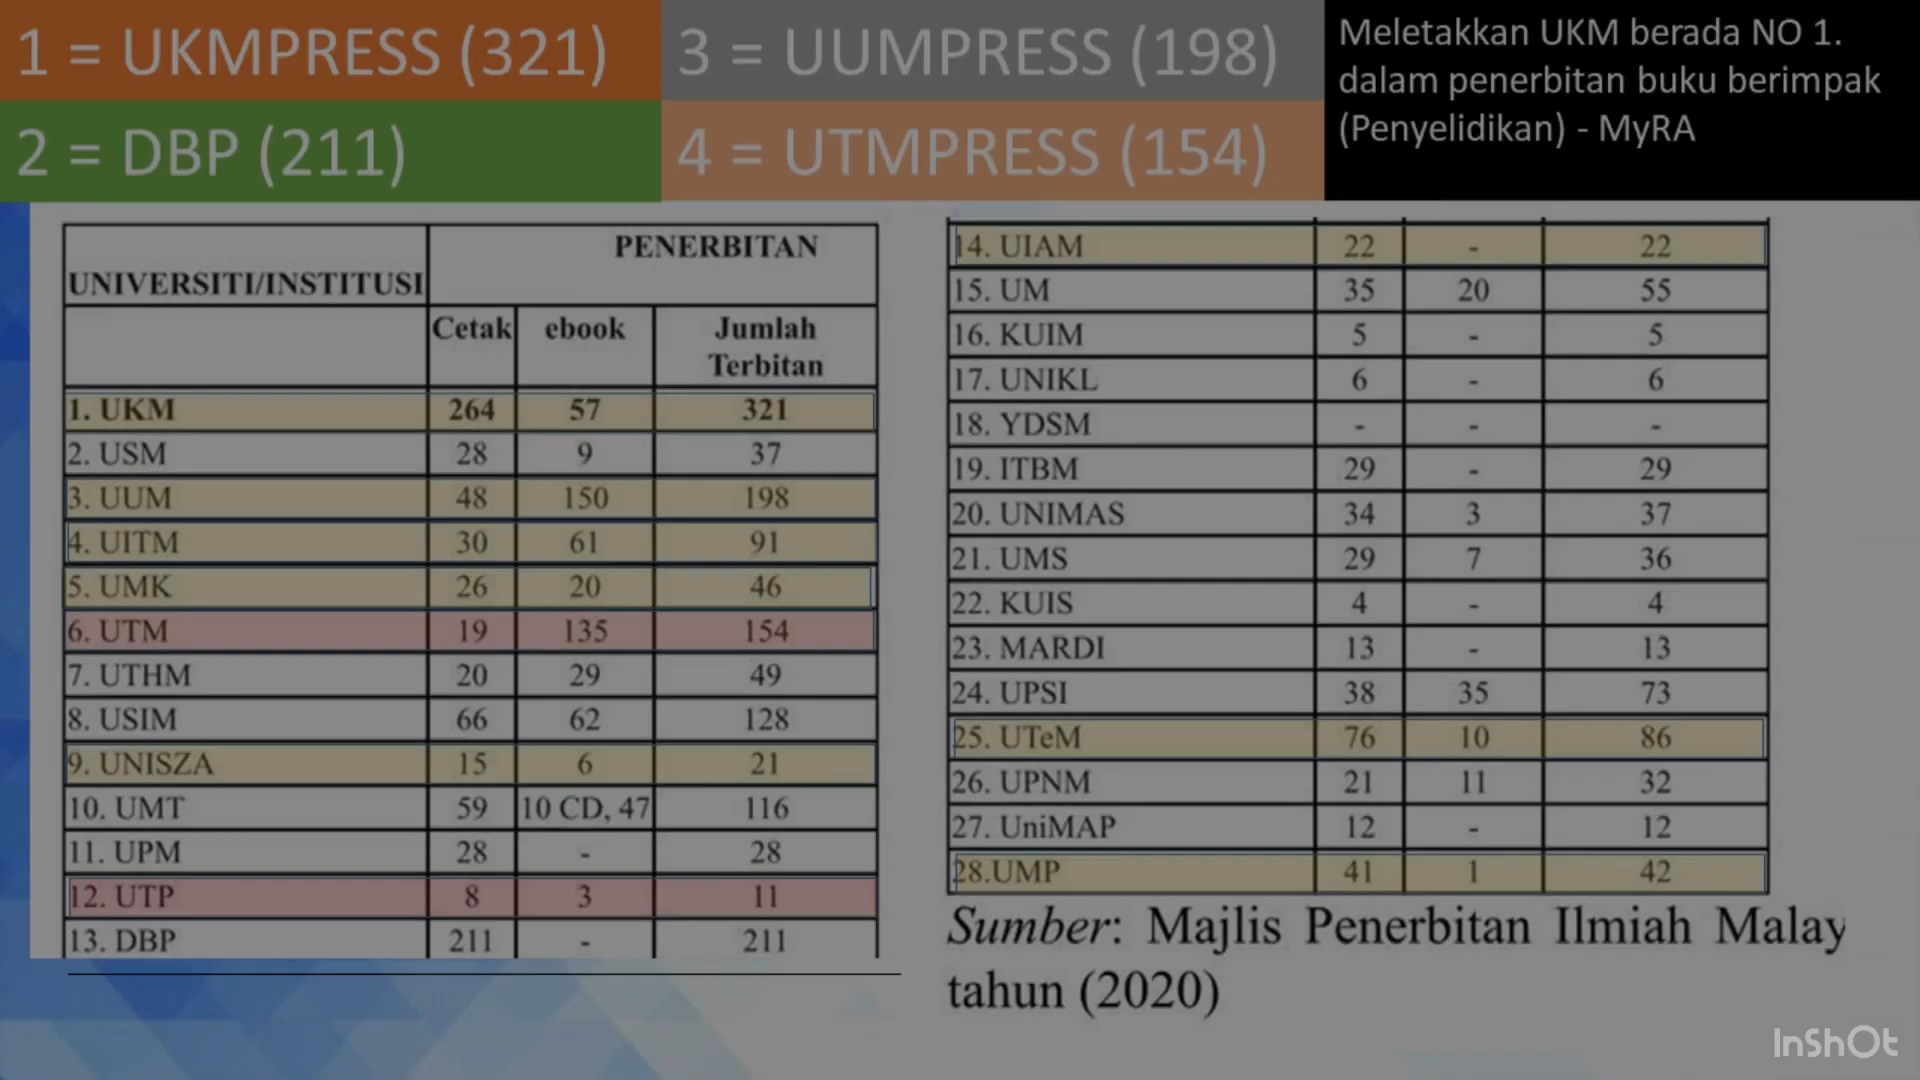 1 = UKMPRESS (321)
2 = DBP (211)
3 = UUMPRESS (198)
4 = UTMPRESS (154)
Meletakkan UKM berada NO 1.
dalam penerbitan buku berimpak
(Penyelidikan) - MyRA
UNIVERSITI/INSTITUSI PENERBITAN
Cetak ebook Jumlah
Terbitan
1. UKM 264 57 321
2. USM 28 9 37
3. UUM 48 150 198
4. UITM 30 61 91
5. UMK 26 20 46
6. UTM 19 135 154
7. UTHM 20 29 49
8. USIM 66 62 128
9. UNISZA 15 6 21
10. UMT 59 10 CD, 47 116
11. UPM 28 - 28
12. UTP 8 3 11
13. DBP 211 - 211
14. UIAM 22 - 22
15. UM 35 20 55
16. KUIM 5 - 5
17. UNIKL 6 - 6
18. YDSM - - -
19. ITBM 29 - 29
20. UNIMAS 34 3 37
21. UMS 29 7 36
22. KUIS 4 - 4
23. MARDI 13 - 13
24. UPSI 38 35 73
25. UTeM 76 10 86
26. UPNM 21 11 32
27. UniMAP 12 - 12
28.UMP 41 1 42
Sumber: Majlis Penerbitan Ilmiah Malay
tahun (2020)
InShOt